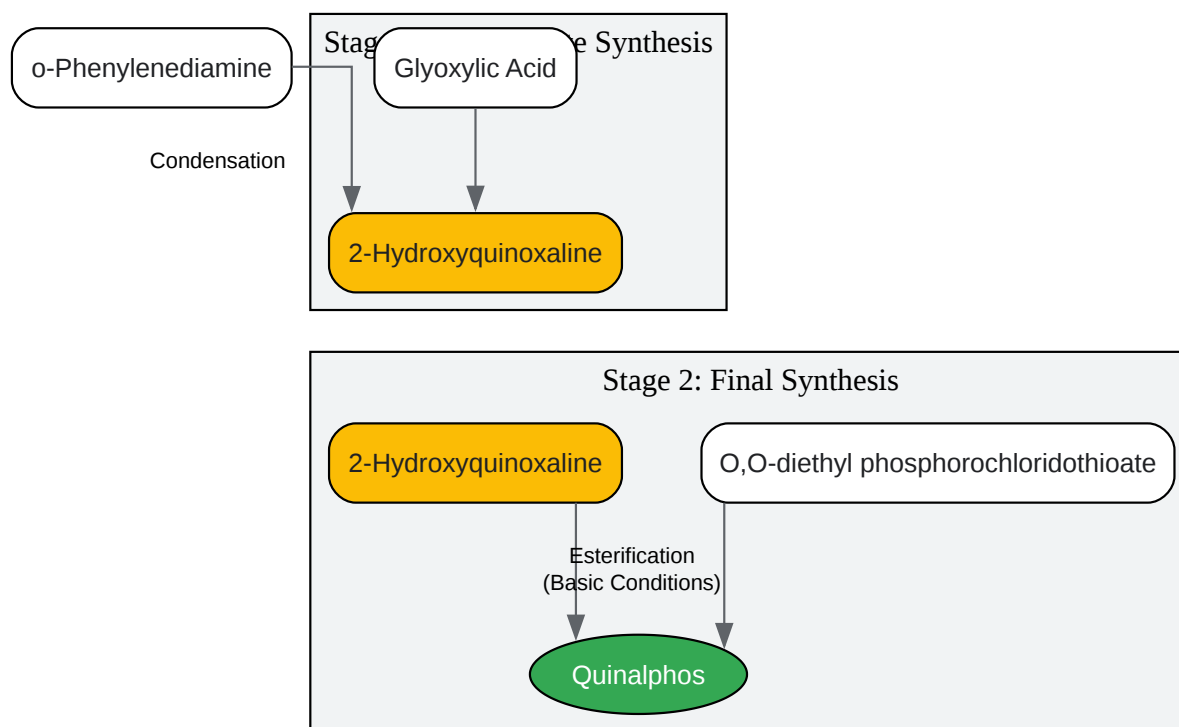 Stage
e Synthesis
o-Phenylenediamine
Glyoxylic Acid
Condensation
2-Hydroxyquinoxaline
Stage 2: Final Synthesis
2-Hydroxyquinoxaline
O,O-diethyl phosphorochloridothioate
Esterification
(Basic Conditions)
Quinalphos